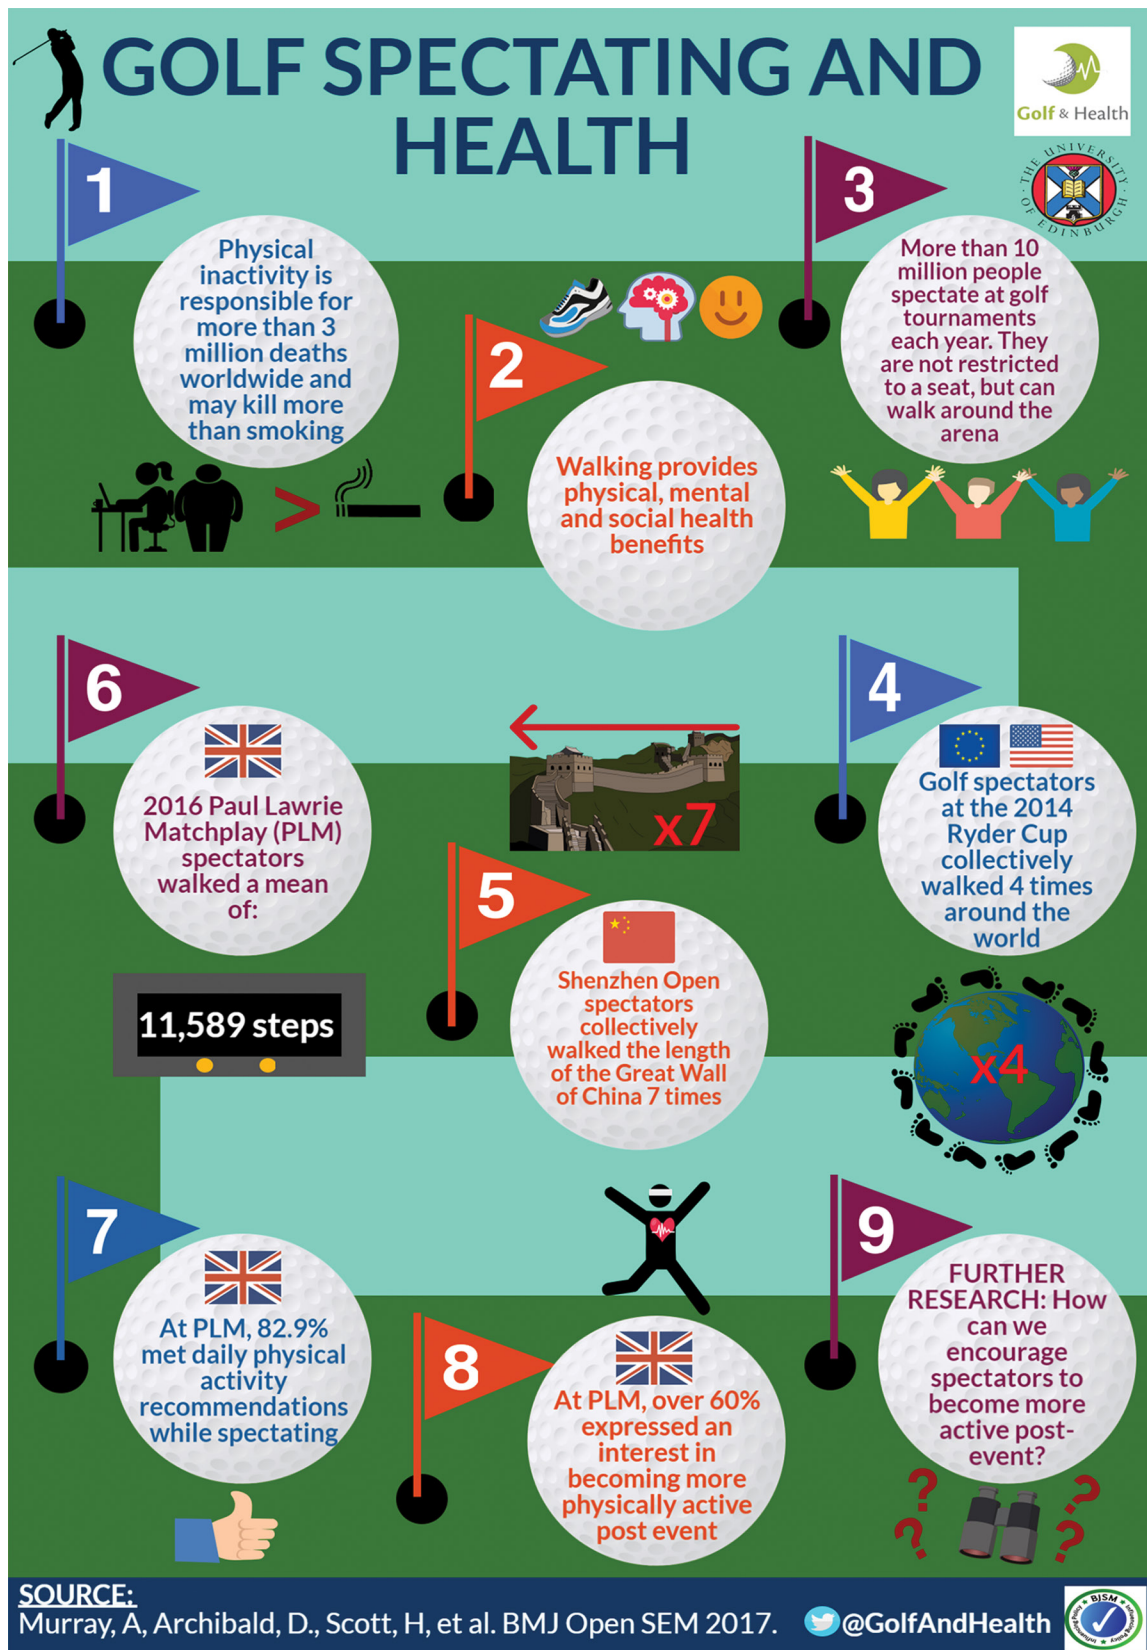 GOLF SPECTATING AND
HEALTH
Golf & Health
THE UNIVERSITY
OF EDINBURGH
1
Physical
inactivity is
responsible for
more than 3
million deaths
worldwide and
may kill more
than smoking
>
2
Walking provides
physical, mental
and social health
benefits
3
More than 10
million people
spectate at golf
tournaments
each year. They
are not restricted
to a seat, but can
walk around the
arena
4
Golf spectators
at the 2014
Ryder Cup
collectively
walked 4 times
around the
world
x4
x7
5
Shenzhen Open
spectators
collectively
walked the length
of the Great Wall
of China 7 times
6
2016 Paul Lawrie
Matchplay (PLM)
spectators
walked a mean
of:
11,589 steps
7
At PLM, 82.9%
met daily physical
activity
recommendations
while spectating
8
At PLM, over 60%
expressed an
interest in
becoming more
physically active
post event
9
FURTHER
RESEARCH: How
can we
encourage
spectators to
become more
active post-
event?
? ?
? ?
SOURCE:
Murray, A, Archibald, D., Scott, H, et al. BMJ Open SEM 2017.
@GolfAndHealth
BJSM